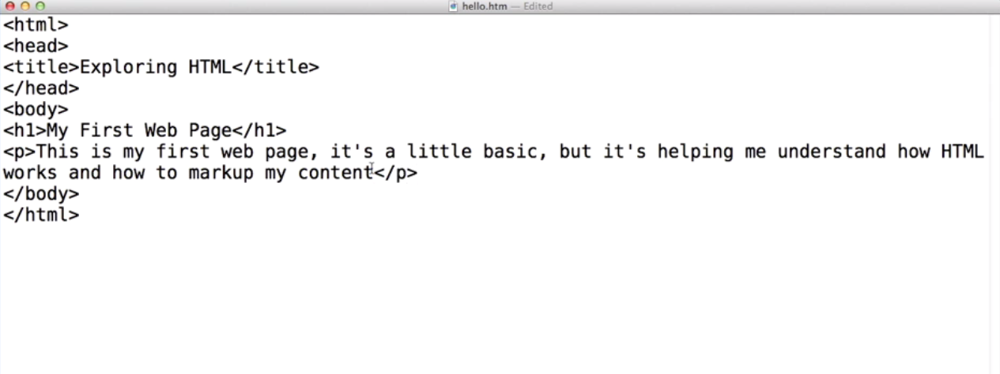 hello.htm — Edited
<html>
<head>
<title>Exploring HTML</title>
</head>
<body>
<h1>My First Web Page</h1>
<p>This is my first web page, it's a little basic, but it's helping me understand how HTML
works and how to markup my content</p>
</body>
</html>